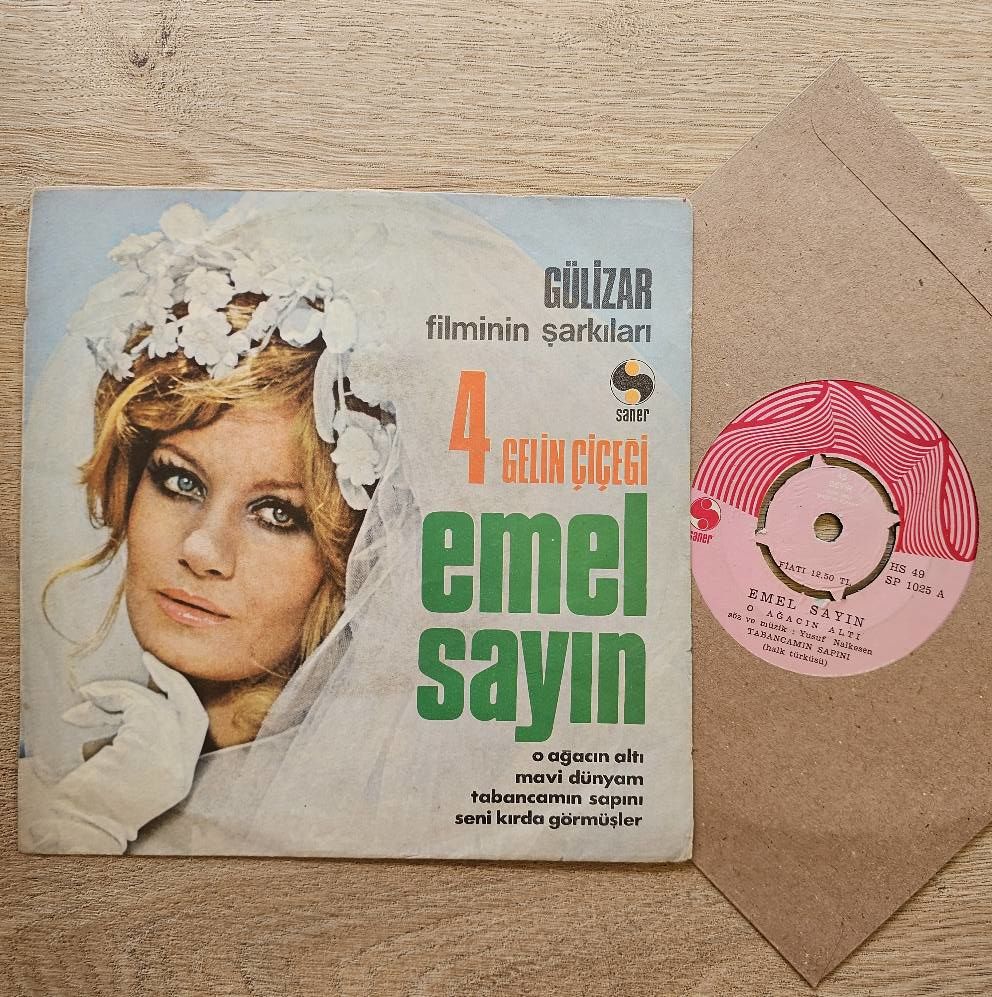 GÜLİZAR
filminin şarkıları
saner
4 GELİN ÇİÇEĞİ
emel
sayın
o ağacın altı
mavi dünyam
tabancamın sapını
seni kırda görmüşler
saner
FİATI 12.50 TL.
HS 49
SP 1025 A
EMEL SAYIN
O AĞACIN ALTI
söz ve müzik : Yusuf Nalkesen
TABANCAMIN SAPINI
(halk türküsü)